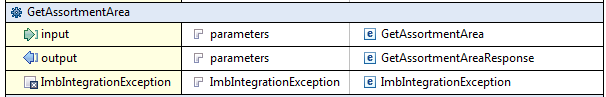 GetAssortmentArea
input parameters GetAssortmentArea
output parameters GetAssortmentAreaResponse
ImbIntegrationException ImbIntegrationException ImbIntegrationException